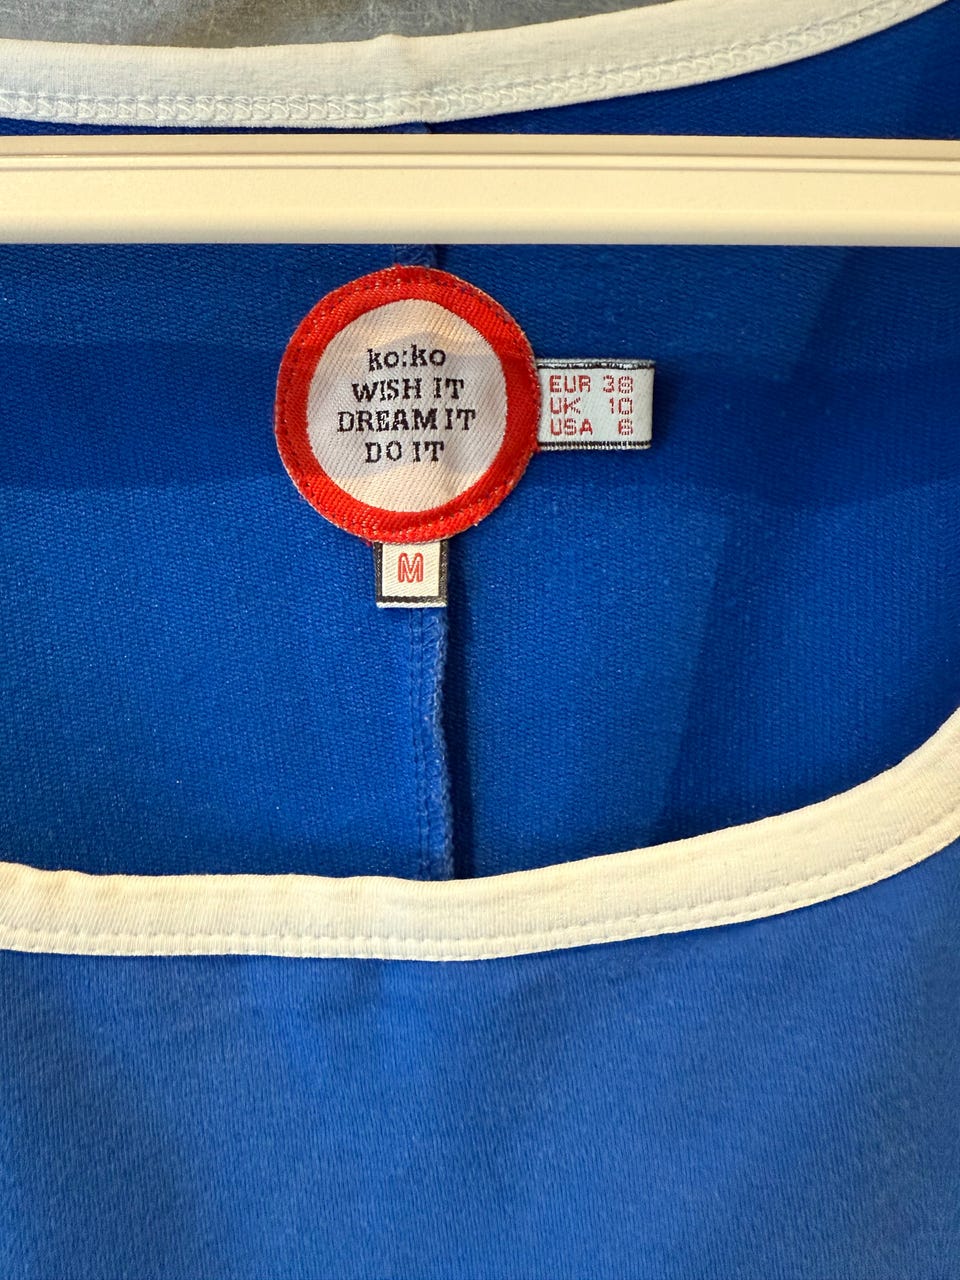 ko:ko
WISH IT
DREAM IT
DO IT
EUR 38
UK 10
USA 6
M